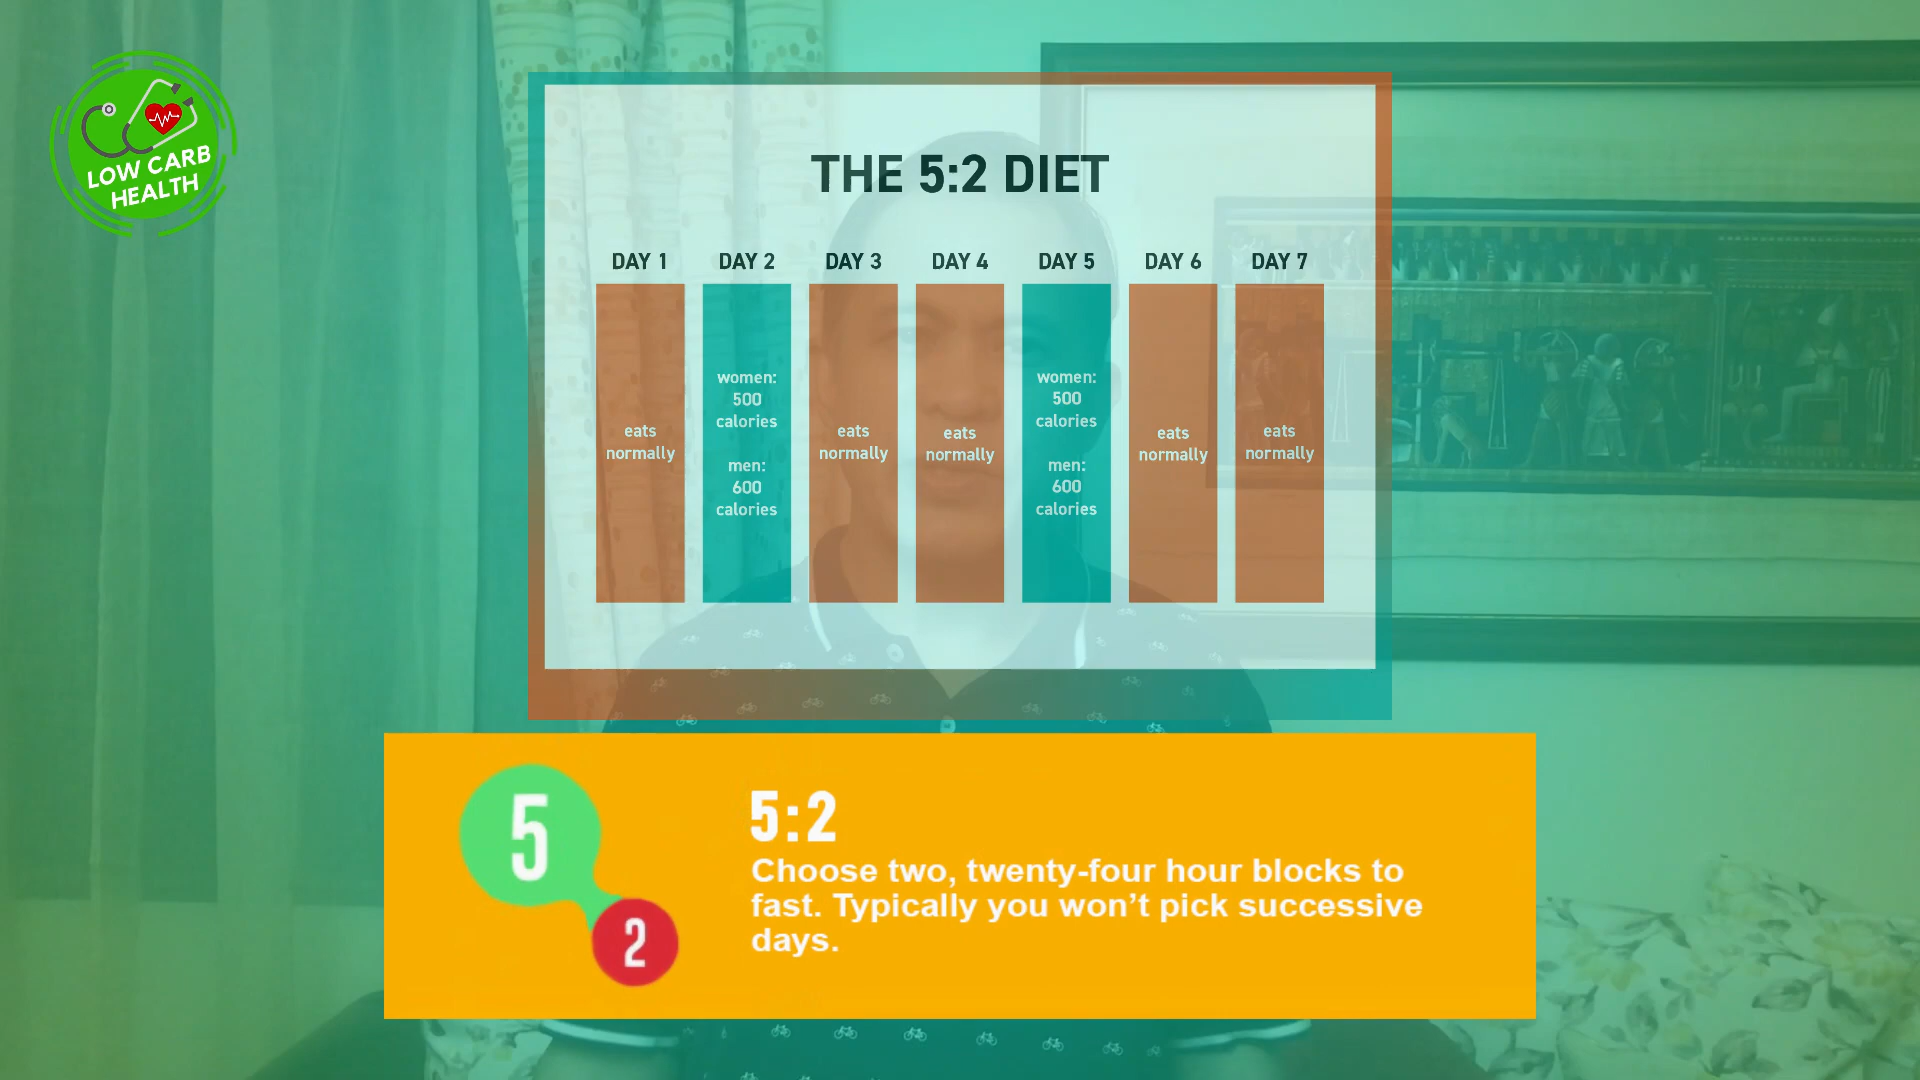 LOW CARB
HEALTH
THE 5:2 DIET
DAY 1
DAY 2
DAY 3
DAY 4
DAY 5
DAY 6
DAY 7
eats
normally
women:
500
calories
men:
600
calories
eats
normally
eats
normally
women:
500
calories
men:
600
calories
eats
normally
eats
normally
5
2
5:2
Choose two, twenty-four hour blocks to
fast. Typically you won’t pick successive
days.